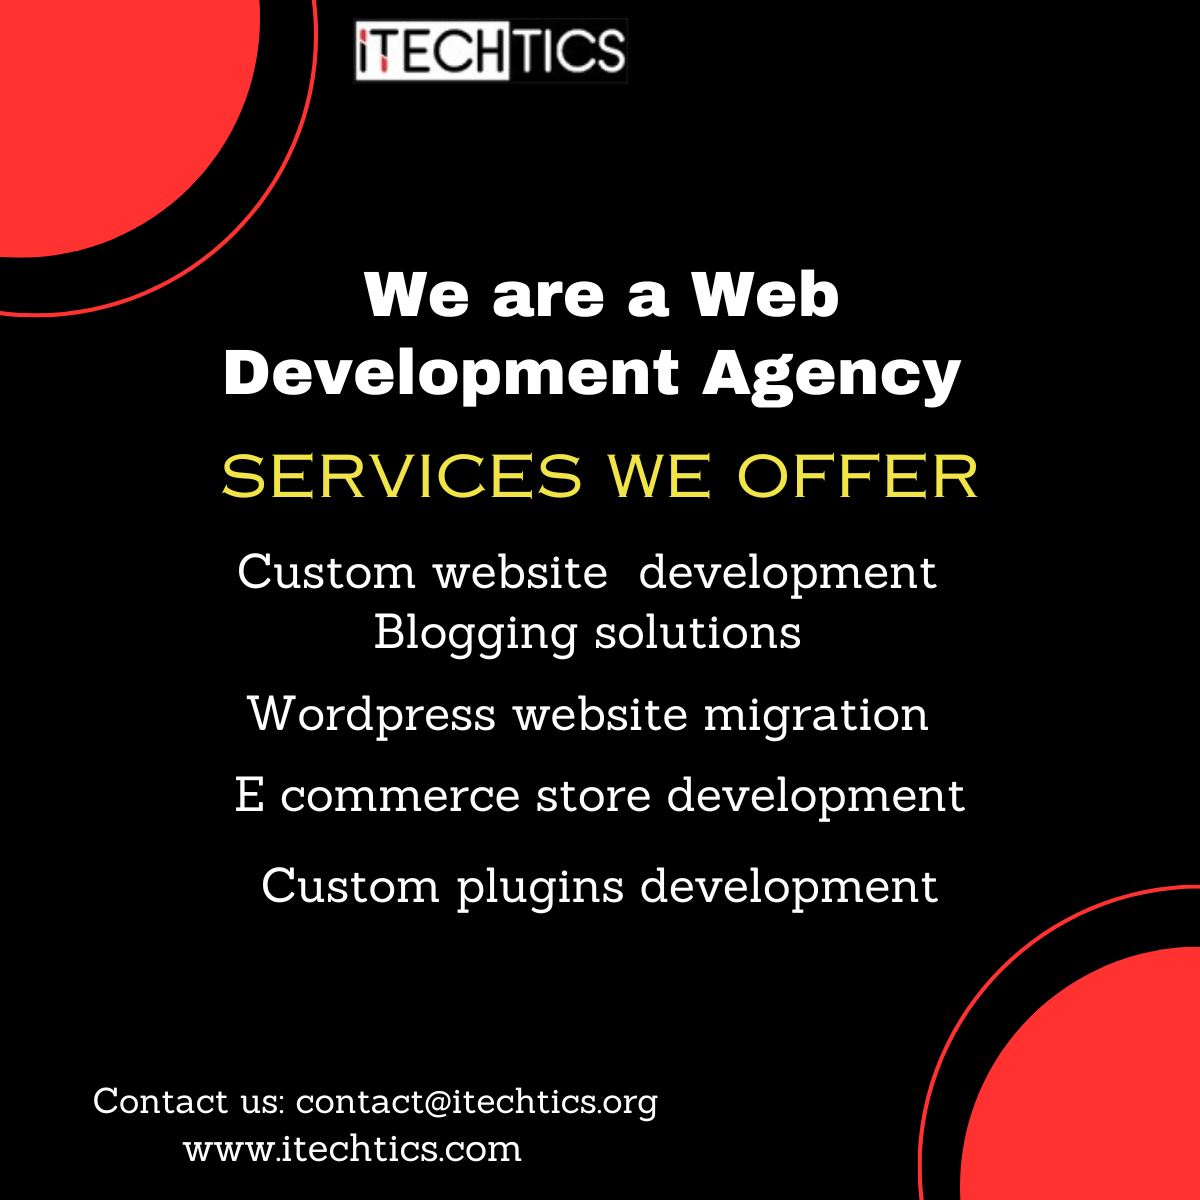 iTECHTICS
We are a Web
Development Agency
SERVICES WE OFFER
Custom website development
Blogging solutions
Wordpress website migration
E commerce store development
Custom plugins development
Contact us: contact@itechtics.org
www.itechtics.com